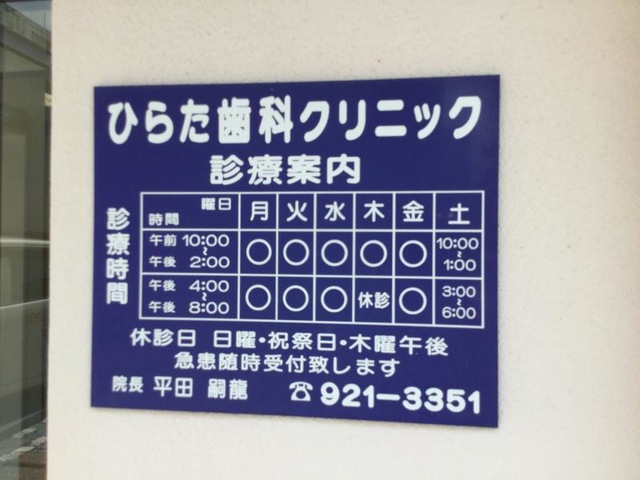 ひらた歯科クリニック
診療案内
診療時間
曜日 時間 月 火 水 木 金 土
午前 10:00 ~ 午後 2:00 ○ ○ ○ ○ ○ 10:00 ~ 1:00
午後 4:00 ~ 午後 8:00 ○ ○ ○ 休診 ○ 3:00 ~ 6:00
休診日 日曜・祝祭日・木曜午後
急患随時受付致します
院長 平田 嗣龍 ☎921-3351